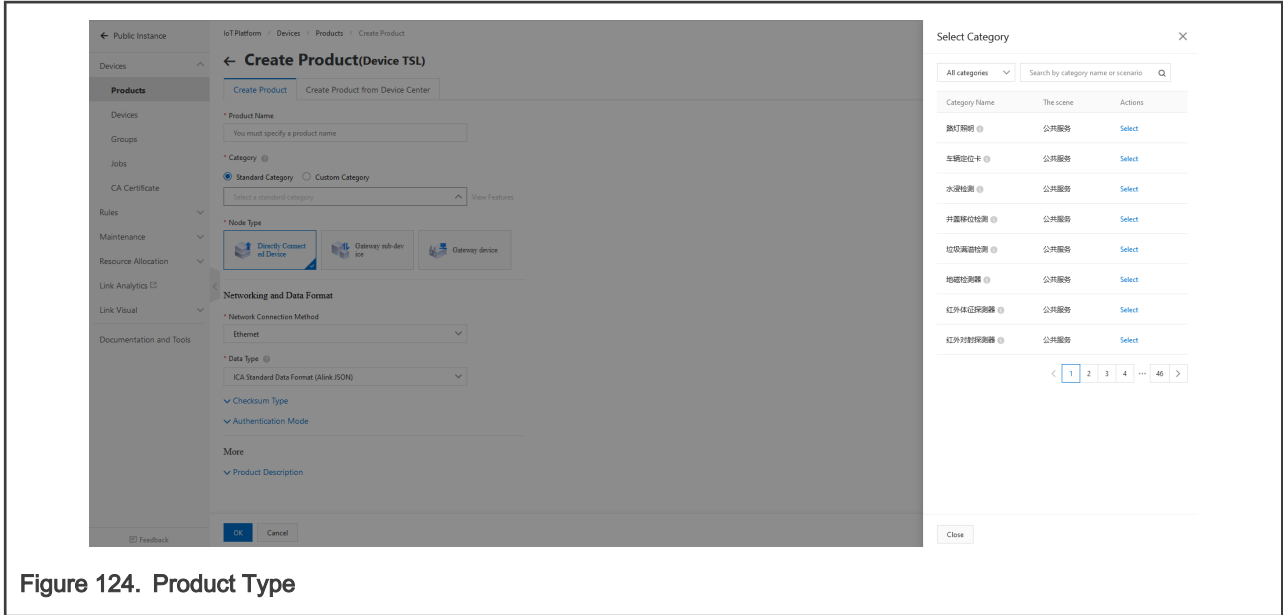 Public Instance
Devices
Products
Devices
Groups
Jobs
CA Certificate
Rules
Maintenance
Resource Allocation
Link Analytics
Link Visual
Documentation and Tools
Feedback
IoT Platform / Devices / Products / Create Product
← Create Product(Device TSL)
Create Product Create Product from Device Center
* Product Name
You must specify a product name
* Category
Standard Category Custom Category
Select a standard category View Features
* Node Type
Directly Connect Gateway sub-dev Gateway device
ed Device ice
Networking and Data Format
* Network Connection Method
Ethernet
* Data Type
ICA Standard Data Format (Alink JSON)
Checksum Type
Authentication Mode
More
Product Description
OK Cancel
Select Category
All categories Search by category name or scenario
Category Name The scene Actions
路灯照明 公共服务 Select
车辆定位卡 公共服务 Select
水浸检测 公共服务 Select
井盖移位检测 公共服务 Select
垃圾满溢检测 公共服务 Select
地磁检测器 公共服务 Select
红外体征探测器 公共服务 Select
红外对射探测器 公共服务 Select
< 1 2 3 4 ··· 46 >
Close
Figure 124. Product Type